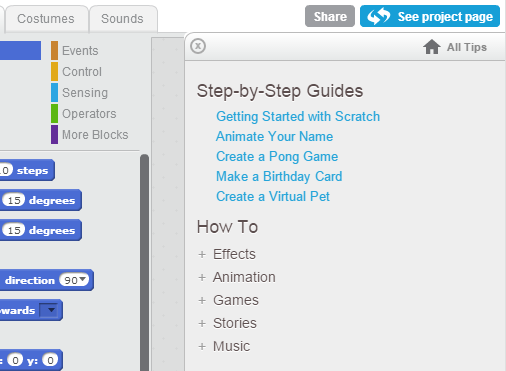 Costumes
Sounds
Share
See project page
Events
Control
Sensing
Operators
More Blocks
steps
15 degrees
15 degrees
direction 90
x
All Tips
Step-by-Step Guides
Getting Started with Scratch
Animate Your Name
Create a Pong Game
Make a Birthday Card
Create a Virtual Pet
How To
+ Effects
+ Animation
+ Games
+ Stories
+ Music
wards
: 0 y: 0